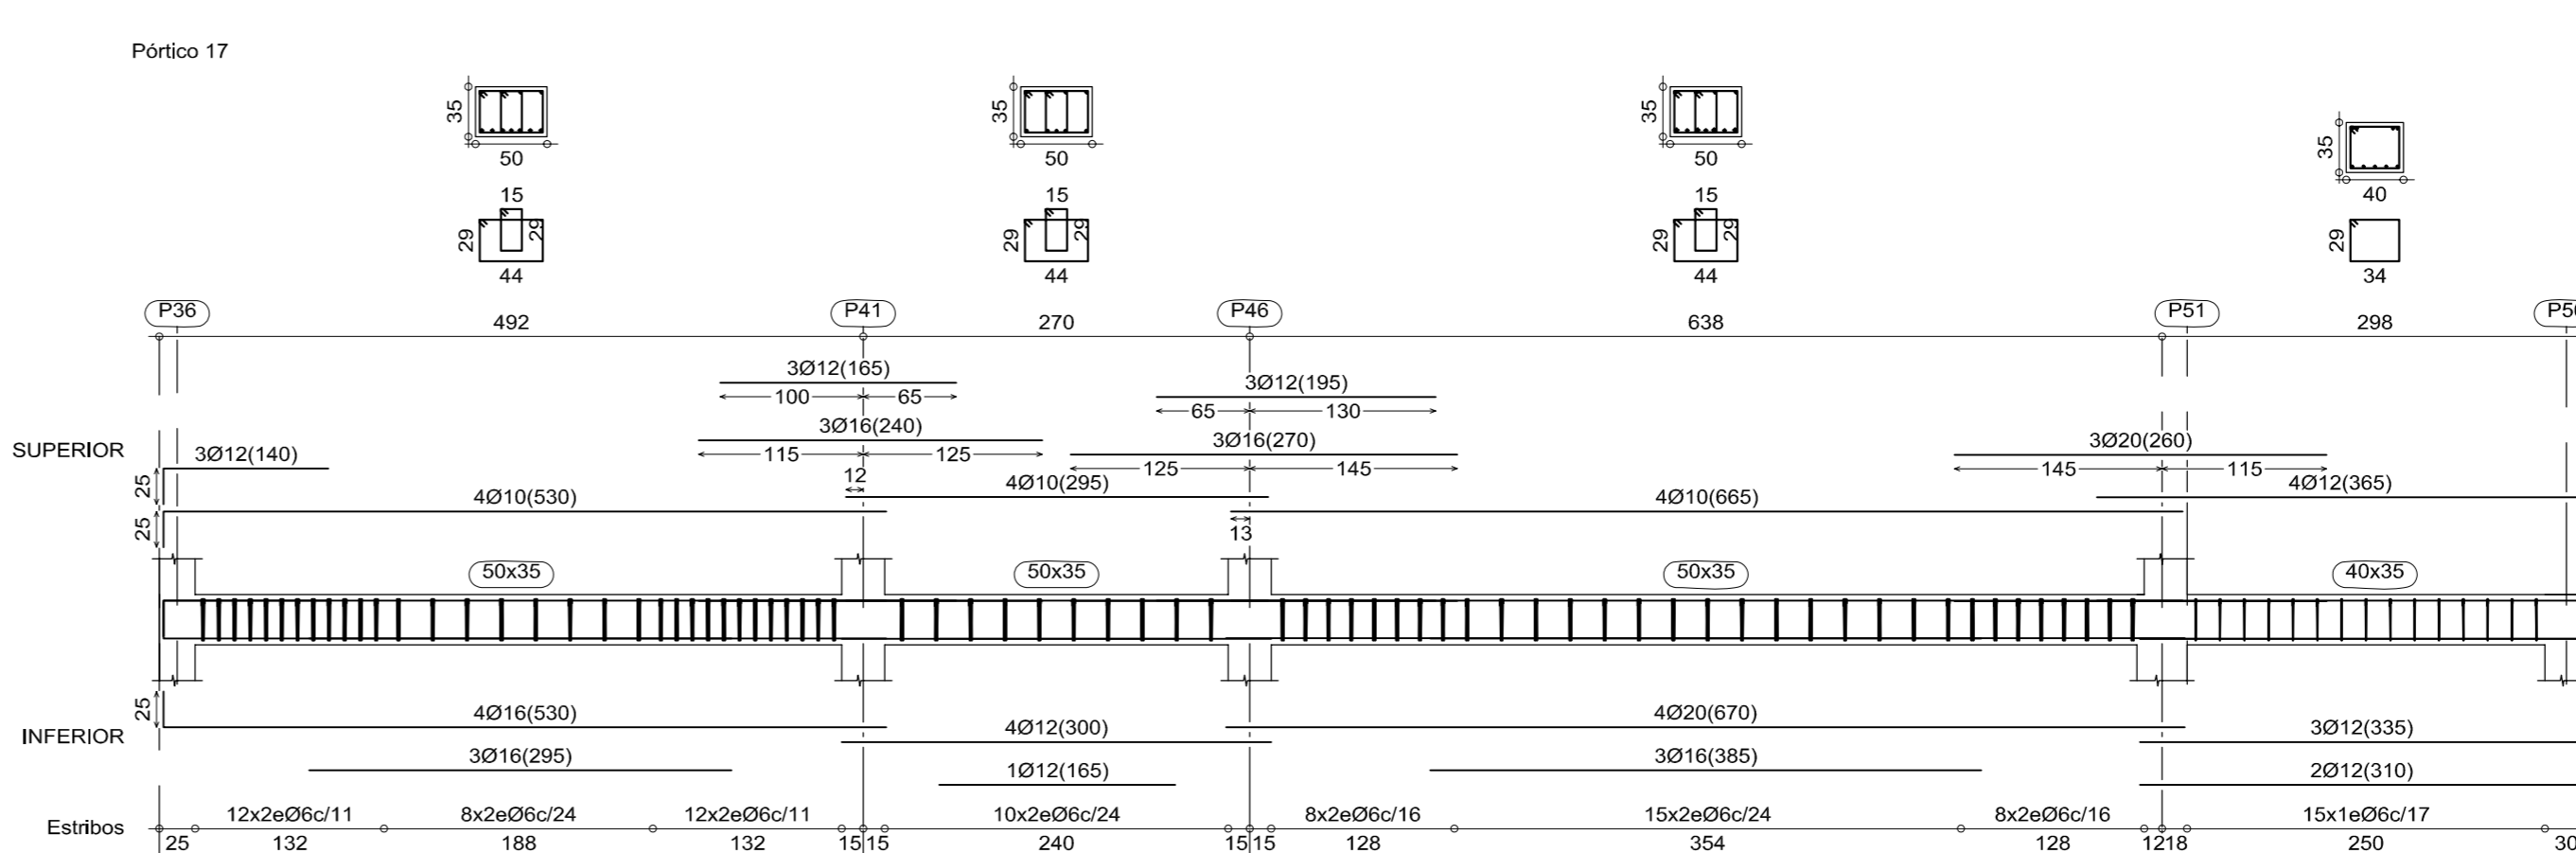 Pórtico 17
35 35 35 35
50 50 50 40
15 15 15
29 29 29 29 29 29 29
44 44 44 34
P36 P41 P46 P51
492 270 638 298
3Ø12(165) 3Ø12(195)
100 65 65 130
3Ø16(240) 3Ø16(270) 3Ø20(260)
SUPERIOR 3Ø12(140) 115 125 125 145 145 115
25 12
4Ø10(530) 4Ø10(295) 4Ø10(665) 4Ø12(365)
25 13
50x35 50x35 50x35 40x35
25
4Ø16(530) 4Ø12(300) 4Ø20(670) 3Ø12(335)
INFERIOR
3Ø16(295) 1Ø12(165) 3Ø16(385) 2Ø12(310)
Estribos 12x2eØ6c/11 8x2eØ6c/24 12x2eØ6c/11 10x2eØ6c/24 8x2eØ6c/16 15x2eØ6c/24 8x2eØ6c/16 15x1eØ6c/17
25 132 188 132 15 15 240 15 15 128 354 128 12 18 250 30